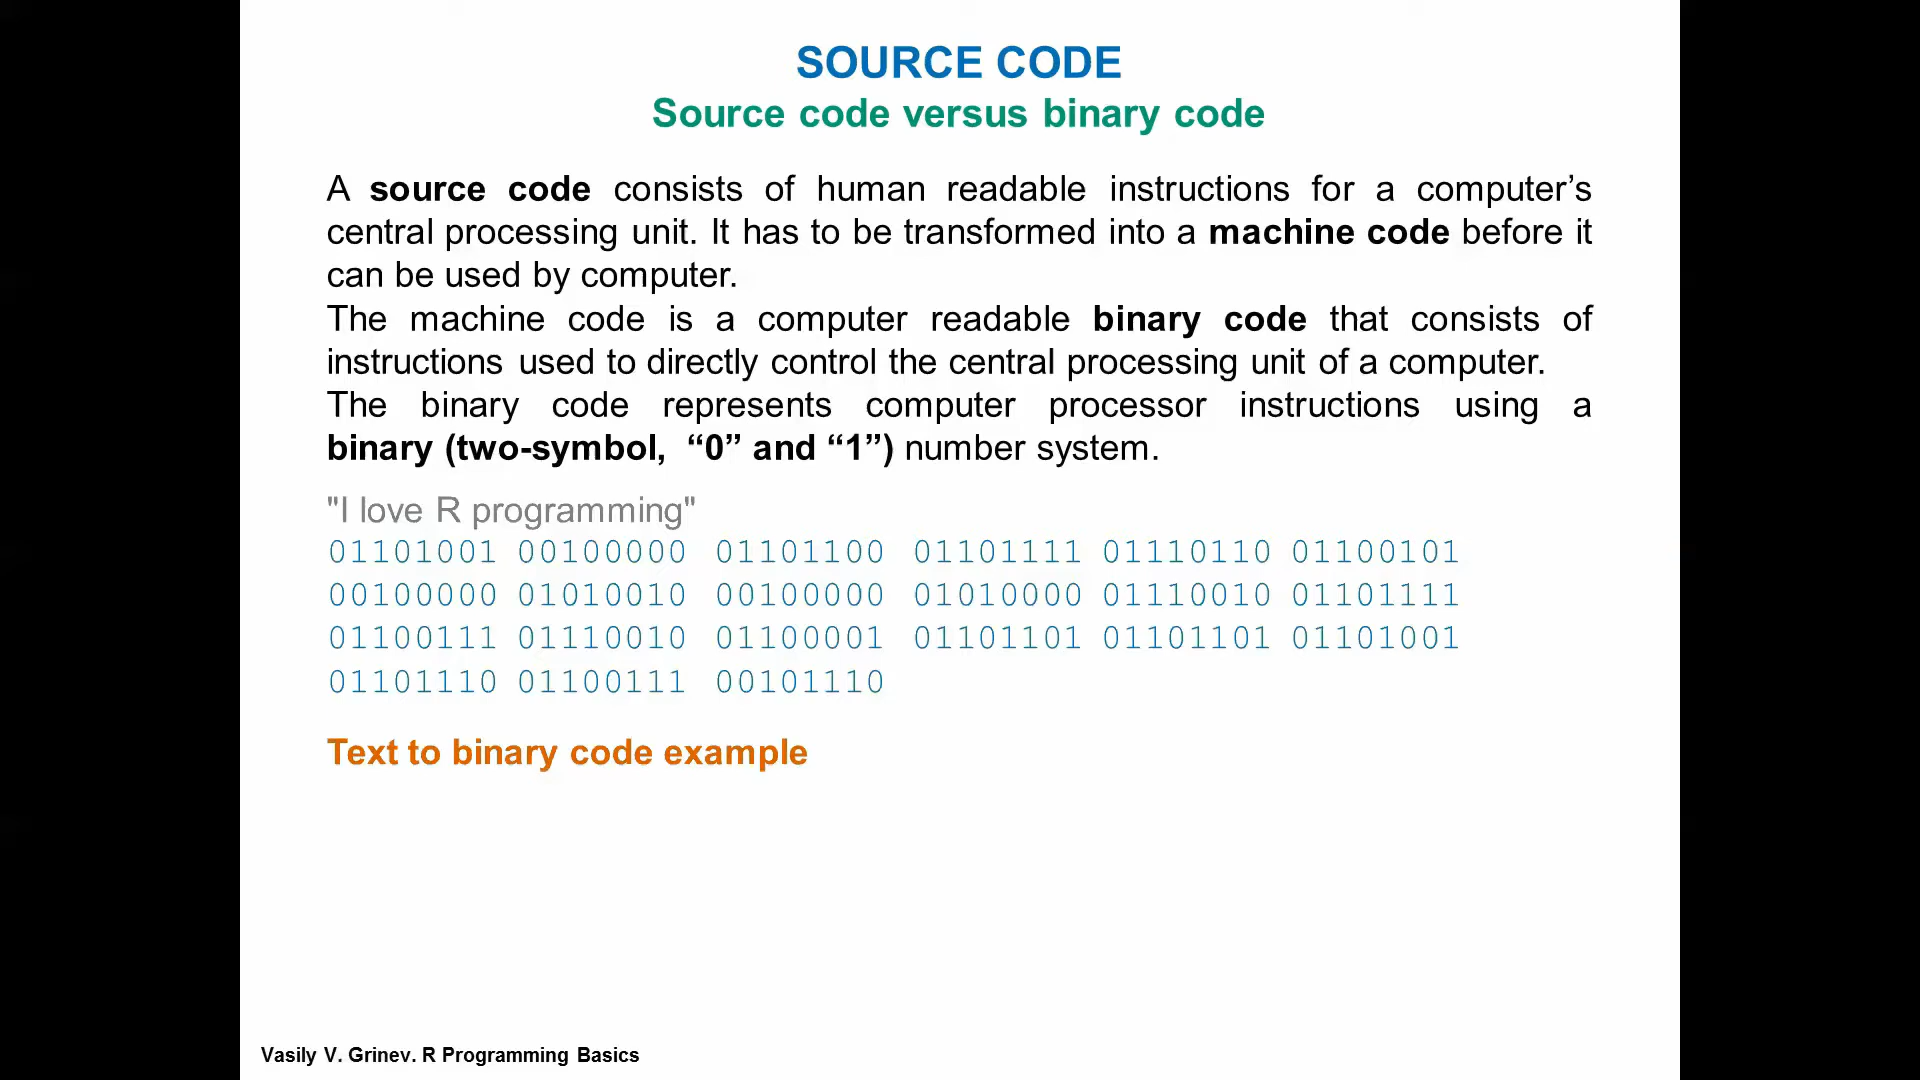 SOURCE CODE
Source code versus binary code
A source code consists of human readable instructions for a computer’s
central processing unit. It has to be transformed into a machine code before it
can be used by computer.
The machine code is a computer readable binary code that consists of
instructions used to directly control the central processing unit of a computer.
The binary code represents computer processor instructions using a
binary (two-symbol, “0” and “1”) number system.
"I love R programming"
01101001 00100000 01101100 01101111 01110110 01100101
00100000 01010010 00100000 01010000 01110010 01101111
01100111 01110010 01100001 01101101 01101101 01101001
01101110 01100111 00101110
Text to binary code example
Vasily V. Grinev. R Programming Basics